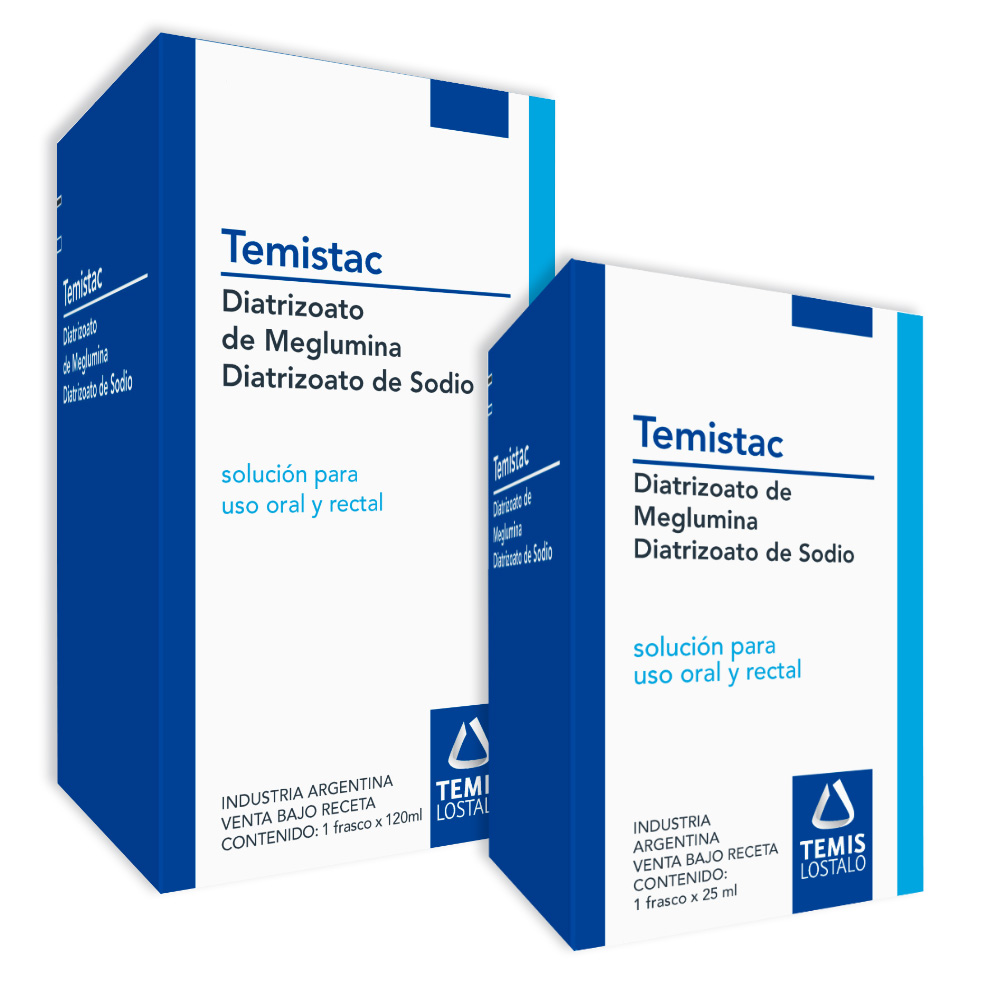 Temistac
Diatrizoato
de Meglumina
Diatrizoato de Sodio
Temistac
Diatrizoato
de Meglumina
Diatrizoato de Sodio
solución para
uso oral y rectal
INDUSTRIA ARGENTINA
VENTA BAJO RECETA
CONTENIDO: 1 frasco x 120ml
TEMI
LOSTAL
Temistac
Diatrizoato de
Meglumina
Diatrizoato de Sodio
Temistac
Diatrizoato de
Meglumina
Diatrizoato de Sodio
solución para
uso oral y rectal
INDUSTRIA
ARGENTINA
VENTA BAJO RECETA
CONTENIDO:
1 frasco x 25 ml
TEMIS
LOSTALO